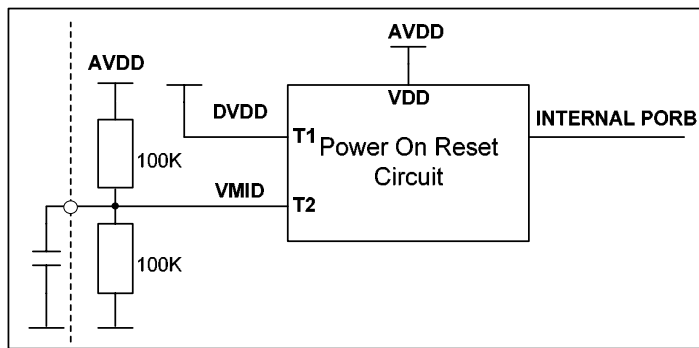 AVDD
AVDD
DVDD
VDD
INTERNAL PORB
T1
Power On Reset
Circuit
100K
VMID
T2
100K